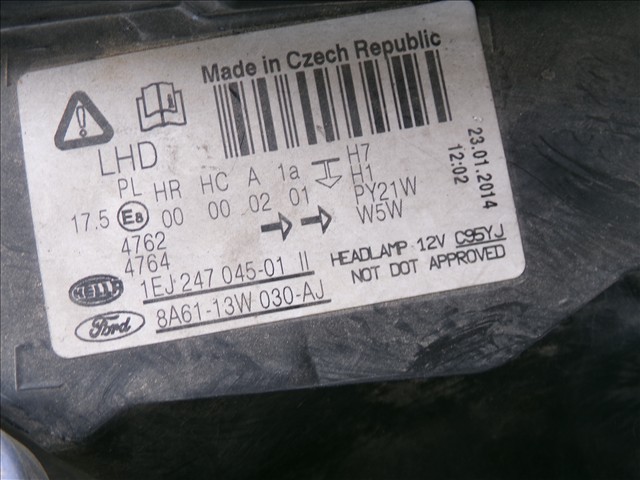 Made in Czech Republic
LHD
PL HR HC A 1a
17.5 E8 00 00 02 01
H7
H1
PY21W
W5W
23.01.2014
12:02
4762
4764
HELLA
1EJ 247 045-01 II
HEADLAMP 12V C95YJ
NOT DOT APPROVED
Ford
8A61-13W 030-AJ